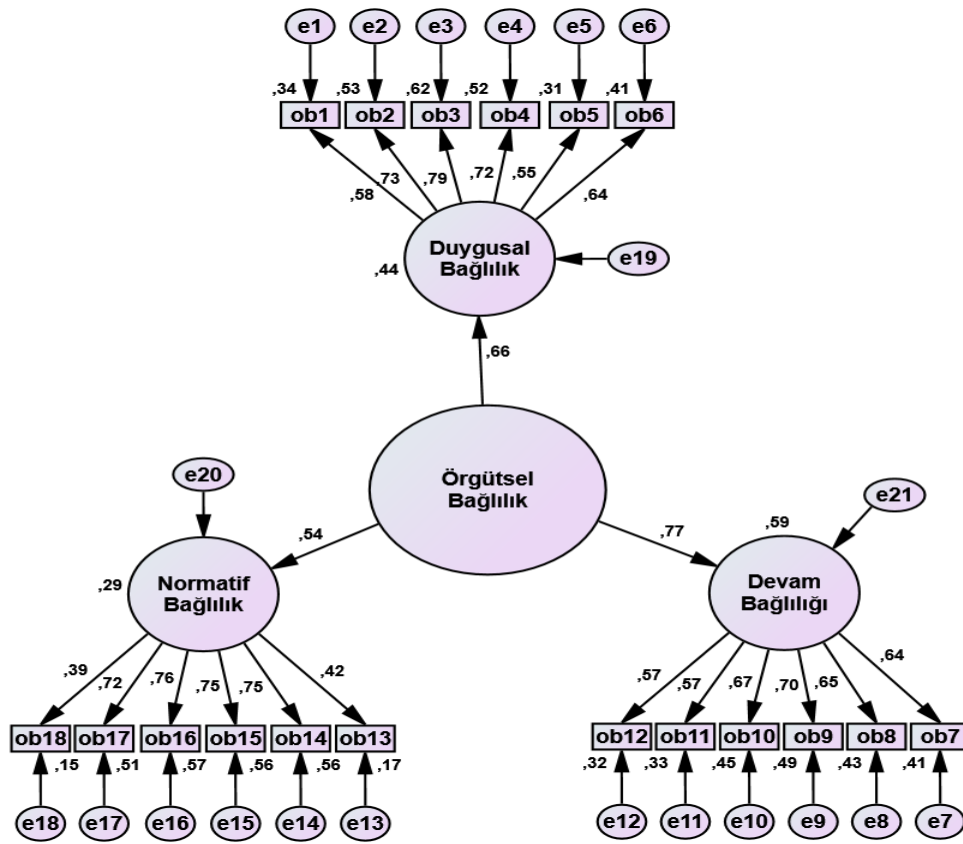 e1 e2 e3 e4 e5 e6
,34 ,53 ,62 ,52 ,31 ,41
ob1 ob2 ob3 ob4 ob5 ob6
,58 ,73 ,79 ,72 ,55 ,64
Duygusal
Bağlılık
,44
e19
,66
Örgütsel
Bağlılık
e20
,54
,29
Normatif
Bağlılık
,39 ,72 ,76 ,75 ,75 ,42
ob18 ob17 ob16 ob15 ob14 ob13
,15 ,51 ,57 ,56 ,56 ,17
e18 e17 e16 e15 e14 e13
e21
,77
,59
Devam
Bağlılığı
,57 ,57 ,67 ,70 ,65 ,64
ob12 ob11 ob10 ob9 ob8 ob7
,32 ,33 ,45 ,49 ,43 ,41
e12 e11 e10 e9 e8 e7